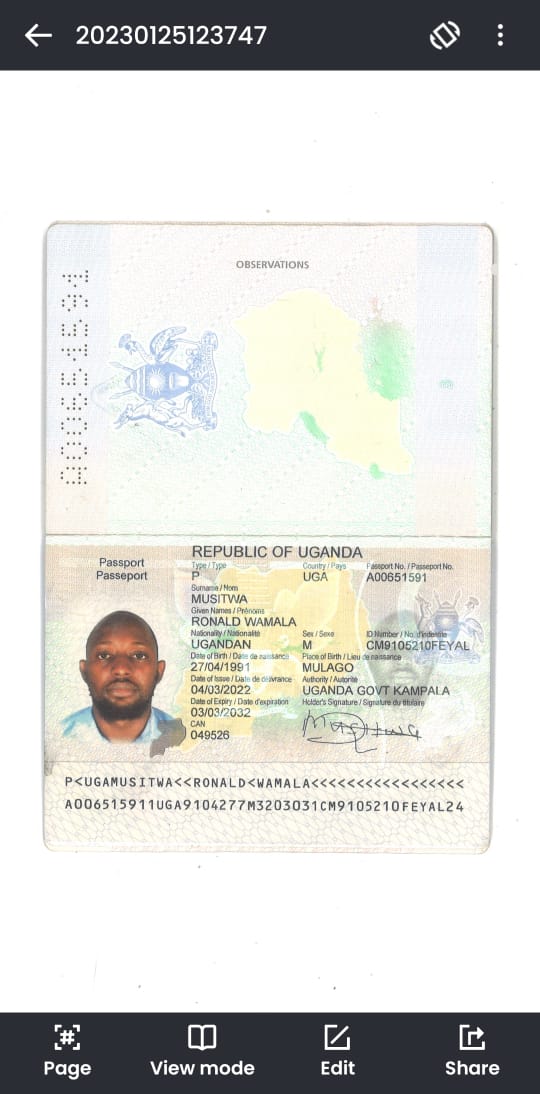 20230125123747
OBSERVATIONS
A00651591
REPUBLIC OF UGANDA
Passport
Passeport
Type / Type
Country / Pays
Passport No. / Passeport No.
P
UGA
A00651591
Surname / Nom
MUSITWA
Given Names / Prénoms
RONALD WAMALA
Nationality / Nationalité
Sex / Sexe
ID Number / No. d'indentite
UGANDAN
M
CM9105210FEYAL
Date of Birth / Date de naissance
Place of Birth / Lieu de naissance
27/04/1991
MULAGO
Date of Issue / Date de délivrance
Authority / Autorité
04/03/2022
UGANDA GOVT KAMPALA
Date of Expiry / Date d'expiration
Holder's Signature / Signature du titulaire
03/03/2032
CAN
049526
P<UGAMUSITWA<<RONALD<WAMALA<<<<<<<<<<<<<<<<<
A006515911UGA9104277M3203031CM9105210FEYAL24
Page
View mode
Edit
Share